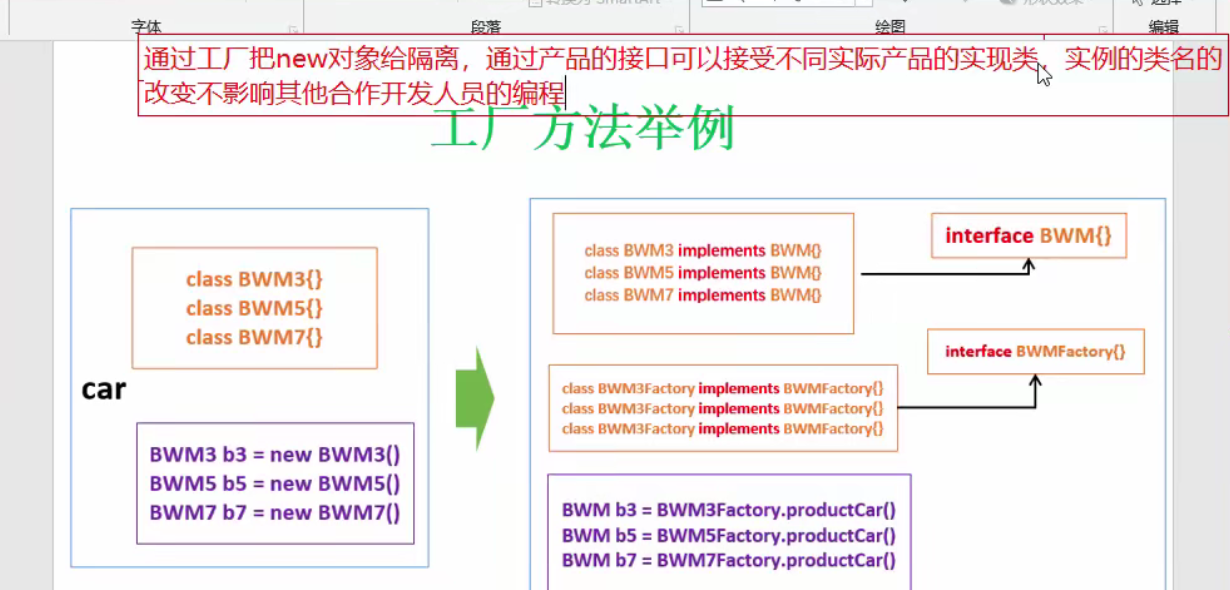 字体
段落
绘图
编辑
通过工厂把new对象给隔离，通过产品的接口可以接受不同实际产品的实现类，实例的类名的
改变不影响其他合作开发人员的编程
工厂方法举例
class BWM3{}
class BWM5{}
class BWM7{}
car
BWM3 b3 = new BWM3()
BWM5 b5 = new BWM5()
BWM7 b7 = new BWM7()
class BWM3 implements BWM{}
class BWM5 implements BWM{}
class BWM7 implements BWM{}
interface BWM{}
interface BWMFactory{}
class BWM3Factory implements BWMFactory{}
class BWM3Factory implements BWMFactory{}
class BWM3Factory implements BWMFactory{}
BWM b3 = BWM3Factory.productCar()
BWM b5 = BWM5Factory.productCar()
BWM b7 = BWM7Factory.productCar()